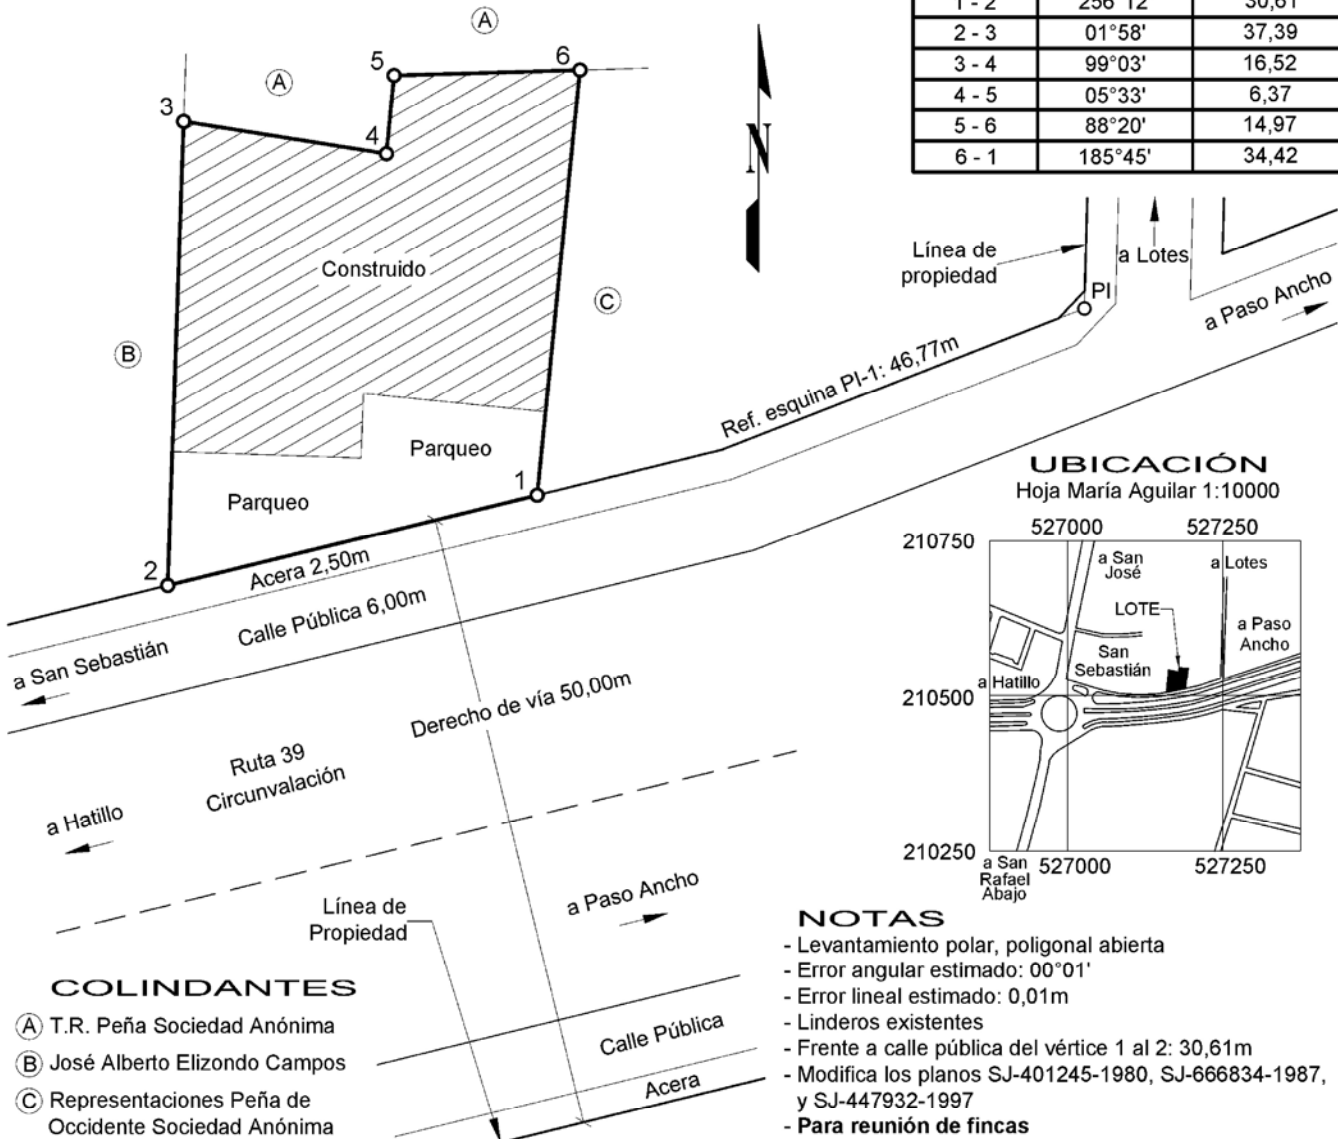 1 - 2 256°12' 30,61
2 - 3 01°58' 37,39
3 - 4 99°03' 16,52
4 - 5 05°33' 6,37
5 - 6 88°20' 14,97
6 - 1 185°45' 34,42
A
5
6
A
3
4
N
Construido
C
B
Parqueo
Parqueo
1
2
Línea de
propiedad
a Lotes
PI
a Paso Ancho
Ref. esquina PI-1: 46,77m
Acera 2,50m
Calle Pública 6,00m
a San Sebastián
Derecho de vía 50,00m
Ruta 39
Circunvalación
a Hatillo
a Paso Ancho
Línea de
Propiedad
Calle Pública
Acera
UBICACIÓN
Hoja María Aguilar 1:10000
527000 527250
210750
a San
José
a Lotes
LOTE
a Paso
Ancho
San
Sebastián
a Hatillo
210500
210250
a San
Rafael
Abajo
527000 527250
COLINDANTES
A T.R. Peña Sociedad Anónima
B José Alberto Elizondo Campos
C Representaciones Peña de
Occidente Sociedad Anónima
NOTAS
- Levantamiento polar, poligonal abierta
- Error angular estimado: 00°01'
- Error lineal estimado: 0,01m
- Linderos existentes
- Frente a calle pública del vértice 1 al 2: 30,61m
- Modifica los planos SJ-401245-1980, SJ-666834-1987,
y SJ-447932-1997
- Para reunión de fincas